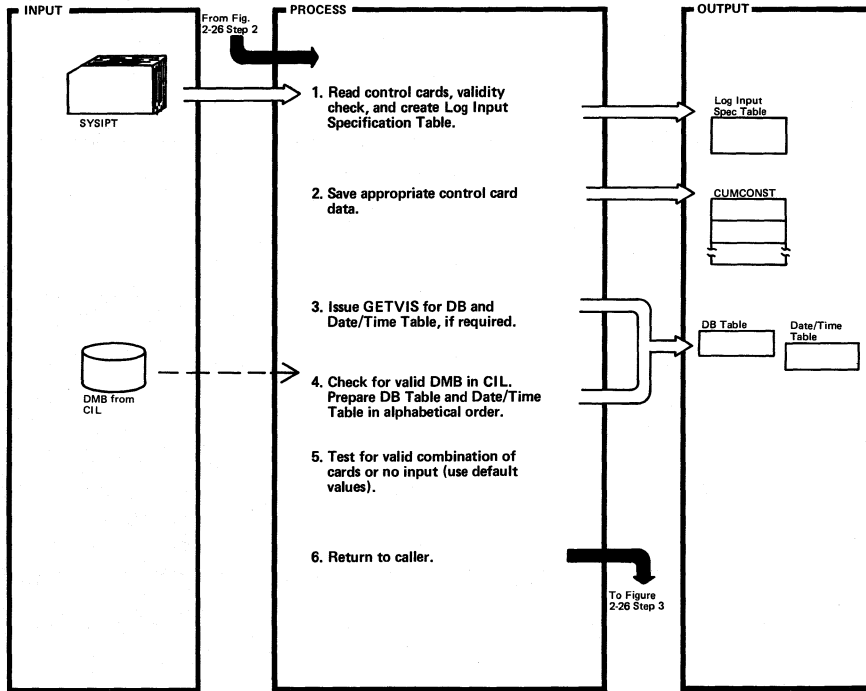 INPUT
PROCESS
OUTPUT
From Fig.
2-26 Step 2
SYSIPT
1. Read control cards, validity
check, and create Log Input
Specification Table.
Log Input
Spec Table
2. Save appropriate control card
data.
CUMCONST
3. Issue GETVIS for DB and
Date/Time Table, if required.
DB Table
Date/Time
Table
DMB from
CIL
4. Check for valid DMB in CIL.
Prepare DB Table and Date/Time
Table in alphabetical order.
5. Test for valid combination of
cards or no input (use default
values).
6. Return to caller.
To Figure
2-26 Step 3